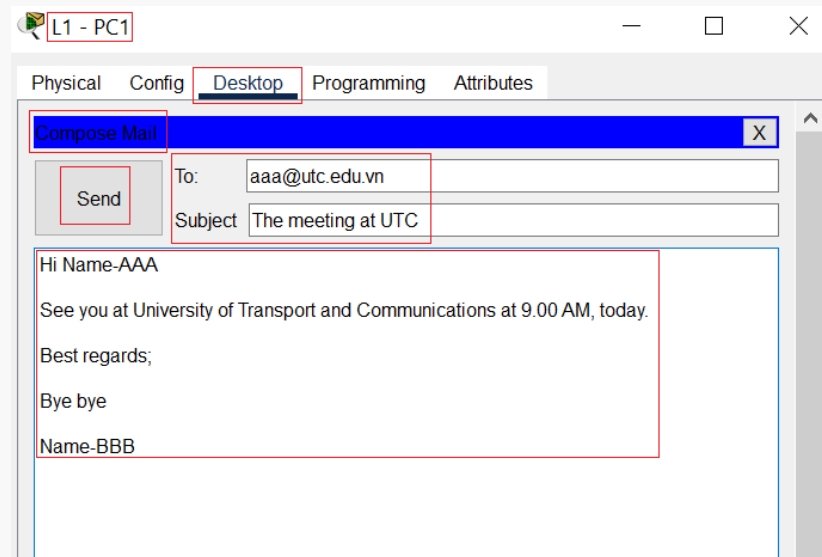 L1 - PC1
Physical Config Desktop Programming Attributes
Compose Mail X
Send
To: aaa@utc.edu.vn
Subject The meeting at UTC
Hi Name-AAA
See you at University of Transport and Communications at 9.00 AM, today.
Best regards;
Bye bye
Name-BBB